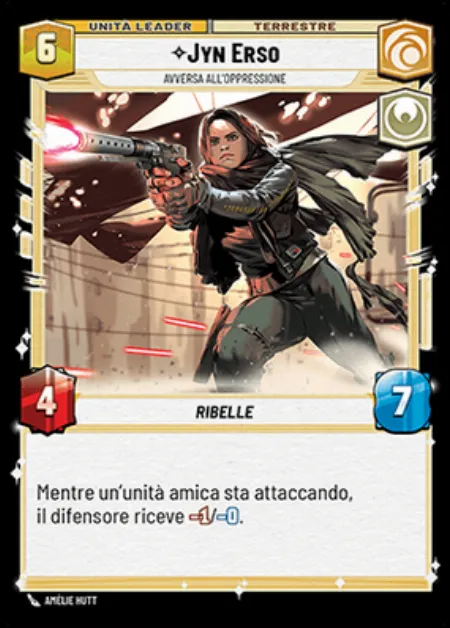 6
UNITÀ LEADER
TERRESTRE
JYN ERSO
AVVERSA ALL'OPPRESSIONE
4
RIBELLE
7
Mentre un'unità amica sta attaccando,
il difensore riceve -1/-0.
AMÉLIE HUTT